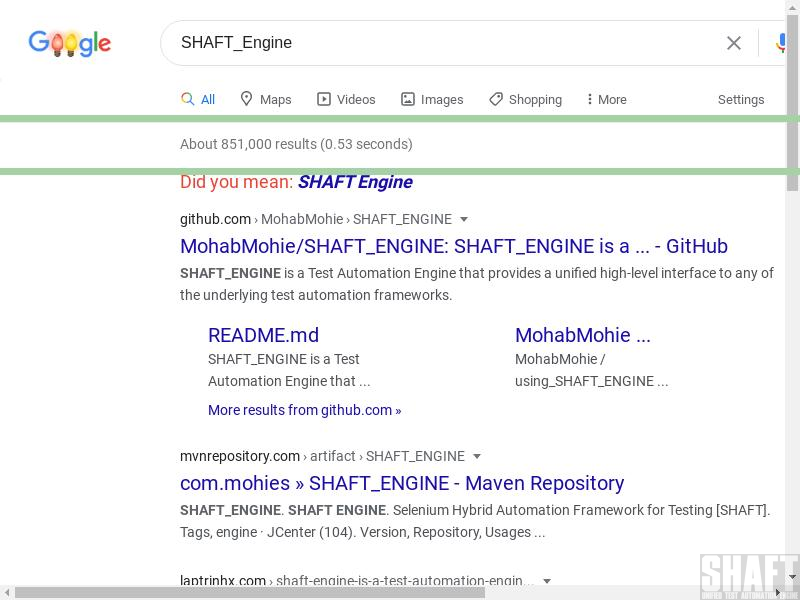 Google
SHAFT_Engine
All Maps Videos Images Shopping More Settings
About 851,000 results (0.53 seconds)
Did you mean: SHAFT Engine
github.com › MohabMohie › SHAFT_ENGINE
MohabMohie/SHAFT_ENGINE: SHAFT_ENGINE is a ... - GitHub
SHAFT_ENGINE is a Test Automation Engine that provides a unified high-level interface to any of
the underlying test automation frameworks.
README.md
SHAFT_ENGINE is a Test
Automation Engine that ...
MohabMohie ...
MohabMohie /
using_SHAFT_ENGINE ...
More results from github.com »
mvnrepository.com › artifact › SHAFT_ENGINE
com.mohies » SHAFT_ENGINE - Maven Repository
SHAFT_ENGINE. SHAFT ENGINE. Selenium Hybrid Automation Framework for Testing [SHAFT].
Tags, engine · JCenter (104). Version, Repository, Usages ...
laptrinhx.com › shaft-engine-is-a-test-automation-engin...
SHAFT
UNIFIED TEST AUTOMATION ENGINE